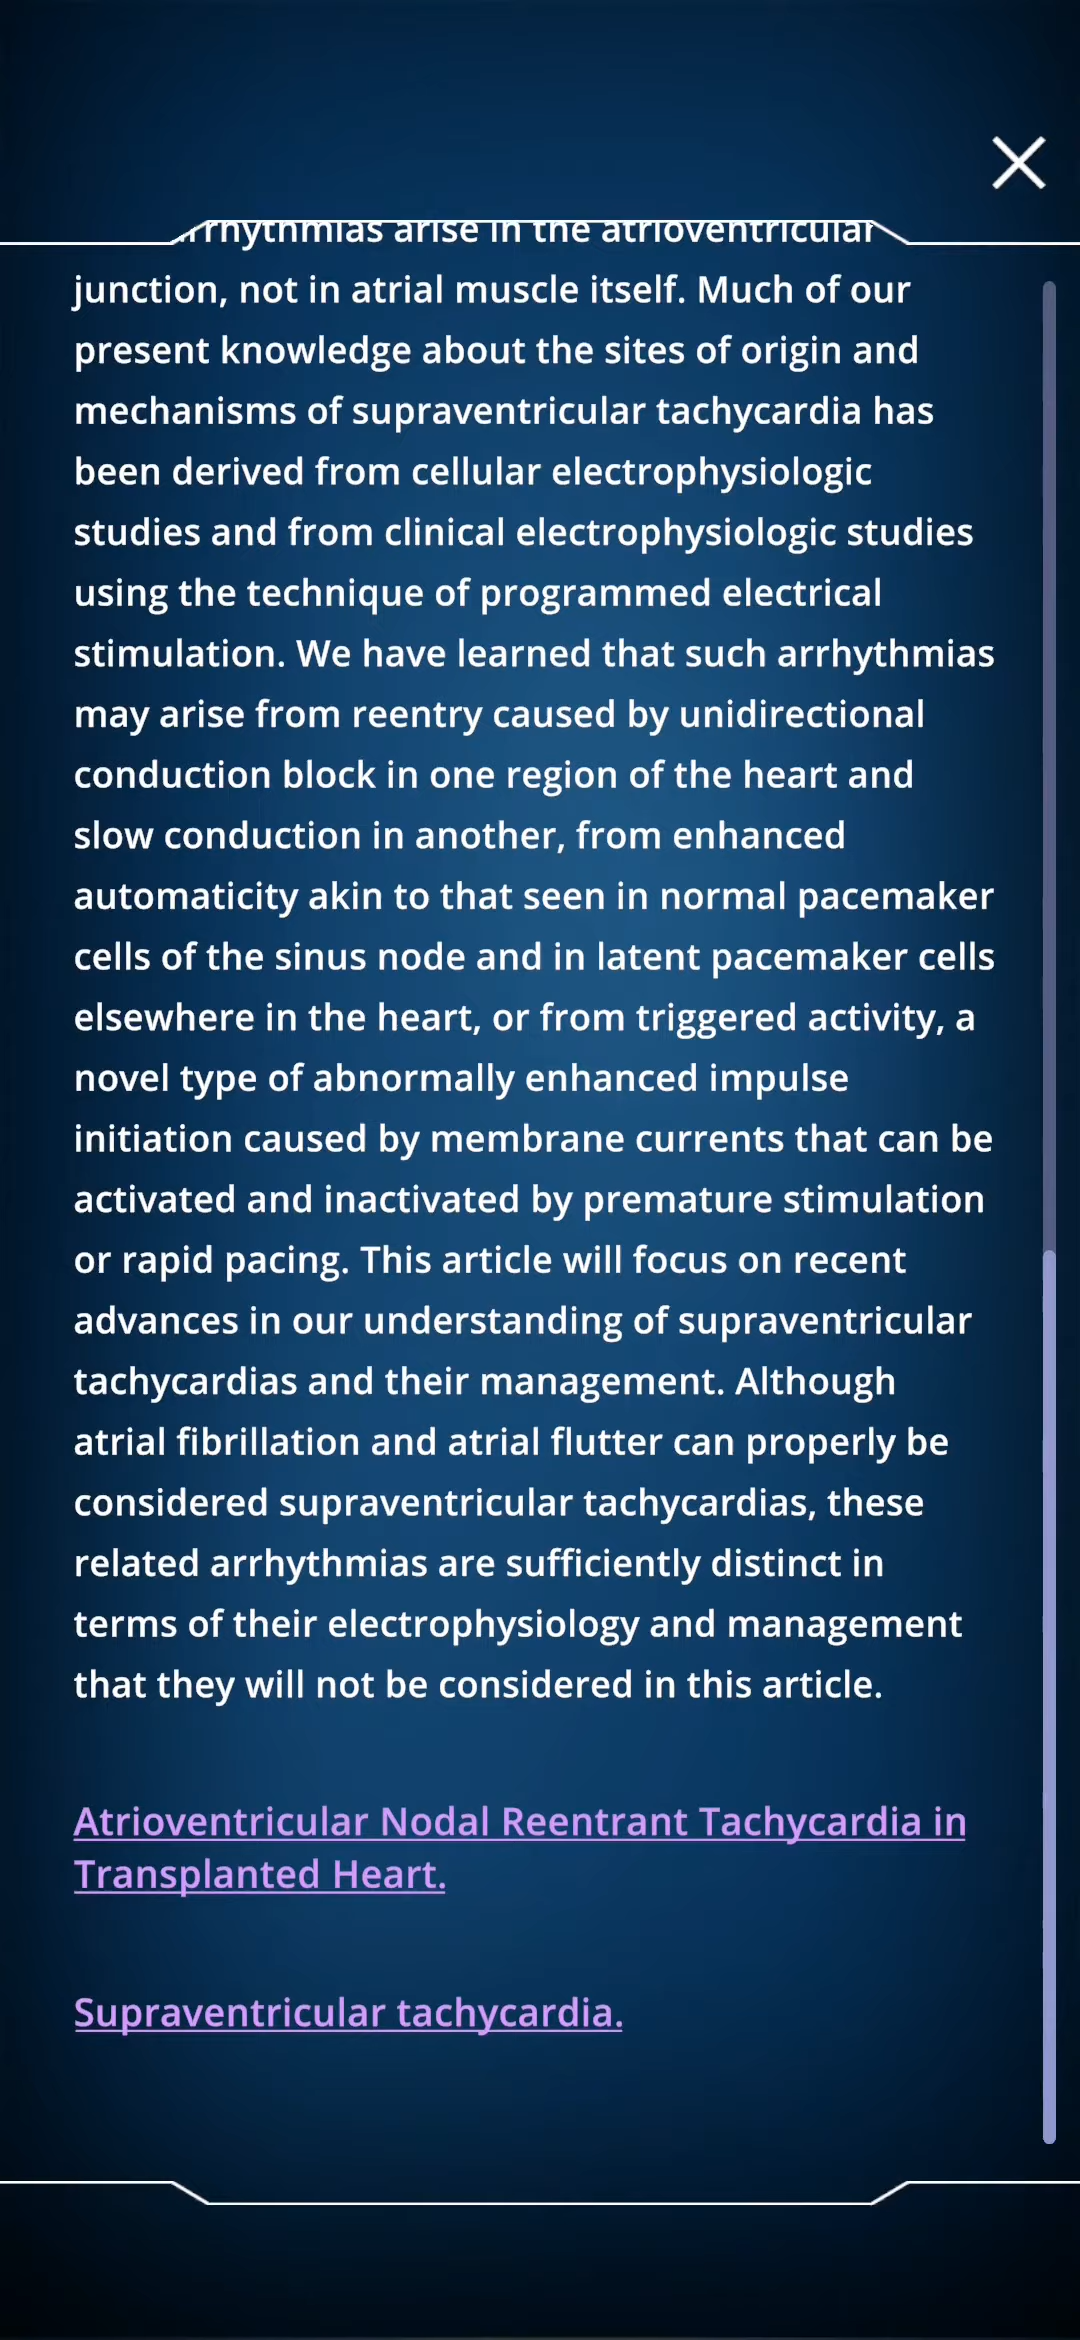 arise in the atrioventricular
junction, not in atrial muscle itself. Much of our
present knowledge about the sites of origin and
mechanisms of supraventricular tachycardia has
been derived from cellular electrophysiologic
studies and from clinical electrophysiologic studies
using the technique of programmed electrical
stimulation. We have learned that such arrhythmias
may arise from reentry caused by unidirectional
conduction block in one region of the heart and
slow conduction in another, from enhanced
automaticity akin to that seen in normal pacemaker
cells of the sinus node and in latent pacemaker cells
elsewhere in the heart, or from triggered activity, a
novel type of abnormally enhanced impulse
initiation caused by membrane currents that can be
activated and inactivated by premature stimulation
or rapid pacing. This article will focus on recent
advances in our understanding of supraventricular
tachycardias and their management. Although
atrial fibrillation and atrial flutter can properly be
considered supraventricular tachycardias, these
related arrhythmias are sufficiently distinct in
terms of their electrophysiology and management
that they will not be considered in this article.
Atrioventricular Nodal Reentrant Tachycardia in
Transplanted Heart.
Supraventricular tachycardia.